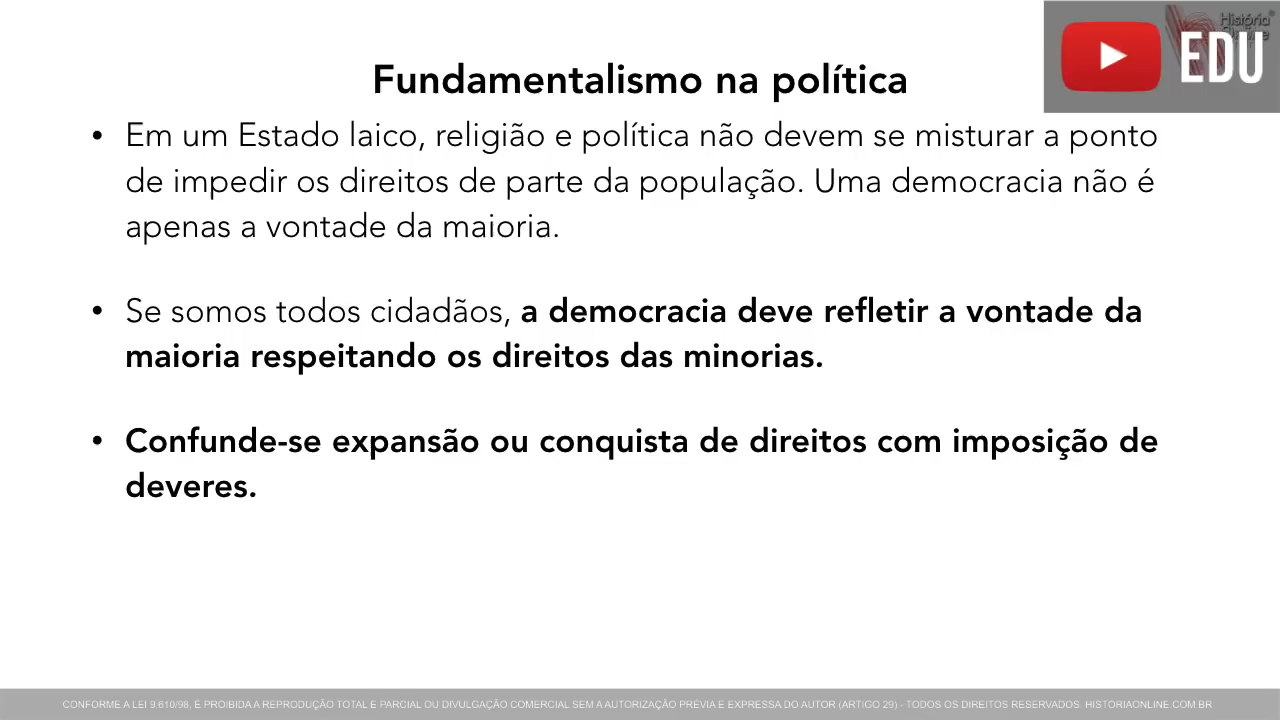 História
Online
EDU
Fundamentalismo na política
• Em um Estado laico, religião e política não devem se misturar a ponto
de impedir os direitos de parte da população. Uma democracia não é
apenas a vontade da maioria.
• Se somos todos cidadãos, a democracia deve refletir a vontade da
maioria respeitando os direitos das minorias.
• Confunde-se expansão ou conquista de direitos com imposição de
deveres.
CONFORME A LEI 9.610/98, É PROIBIDA A REPRODUÇÃO TOTAL E PARCIAL OU DIVULGAÇÃO COMERCIAL SEM A AUTORIZAÇÃO PRÉVIA E EXPRESSA DO AUTOR (ARTIGO 29) - TODOS OS DIREITOS RESERVADOS. HISTORIAONLINE.COM.BR